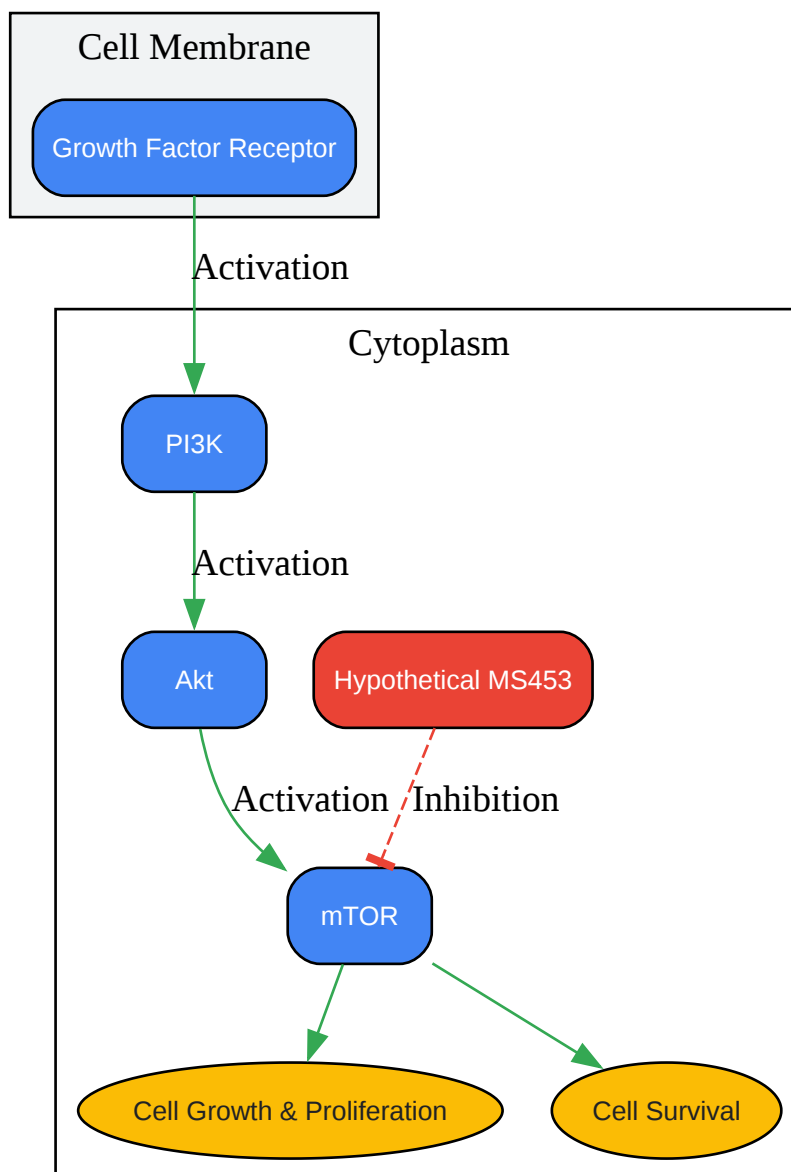 Cell Membrane
Growth Factor Receptor
Activation
Cytoplasm
PI3K
Activation
Akt
Hypothetical MS453
Activation
Inhibition
mTOR
Cell Growth & Proliferation
Cell Survival